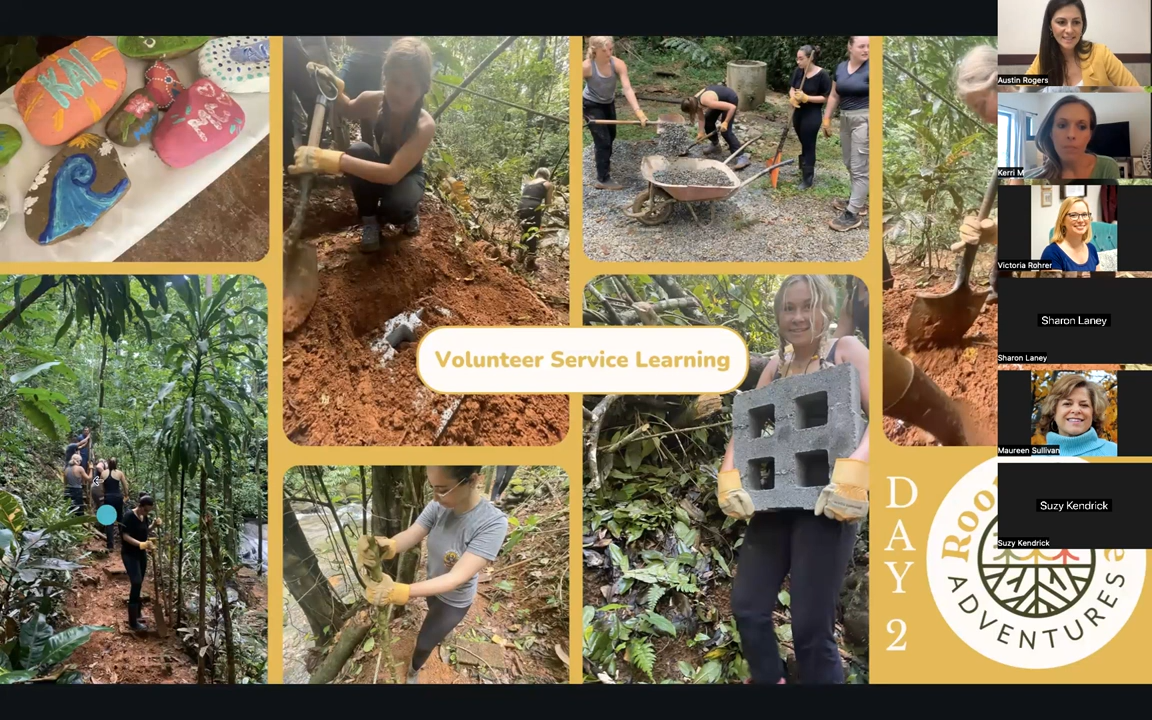 KAI
Volunteer Service Learning
DAY 2
ADVENTURES
Austin Rogers
Kerri M
Victoria Rohrer
Sharon Laney
Sharon Laney
Maureen Sullivan
Suzy Kendrick
Suzy Kendrick